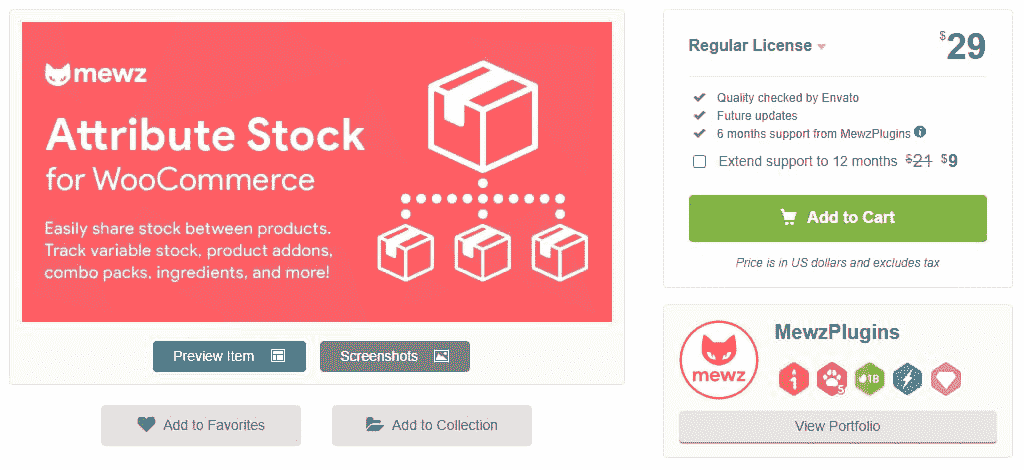 mewz
Attribute Stock
for WooCommerce
Easily share stock between products.
Track variable stock, product addons,
combo packs, ingredients, and more!
Preview Item
Screenshots
Add to Favorites
Add to Collection
Regular License
$29
Quality checked by Envato
Future updates
6 months support from MewzPlugins
Extend support to 12 months $21 $9
Add to Cart
Price is in US dollars and excludes tax
mewz
MewzPlugins
1
5
1B
View Portfolio